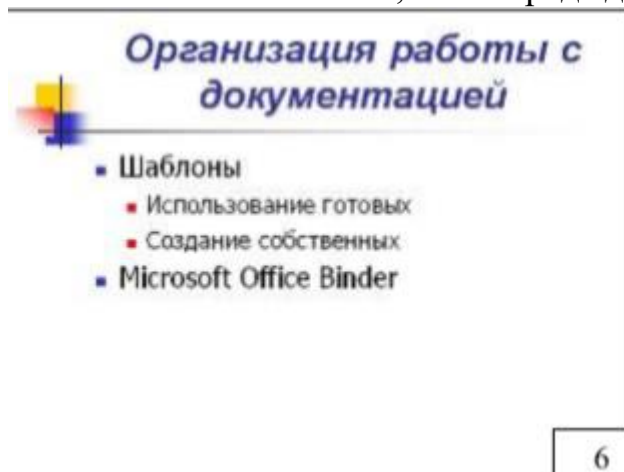 Организация работы с
документацией
Шаблоны
Использование готовых
Создание собственных
Microsoft Office Binder
6